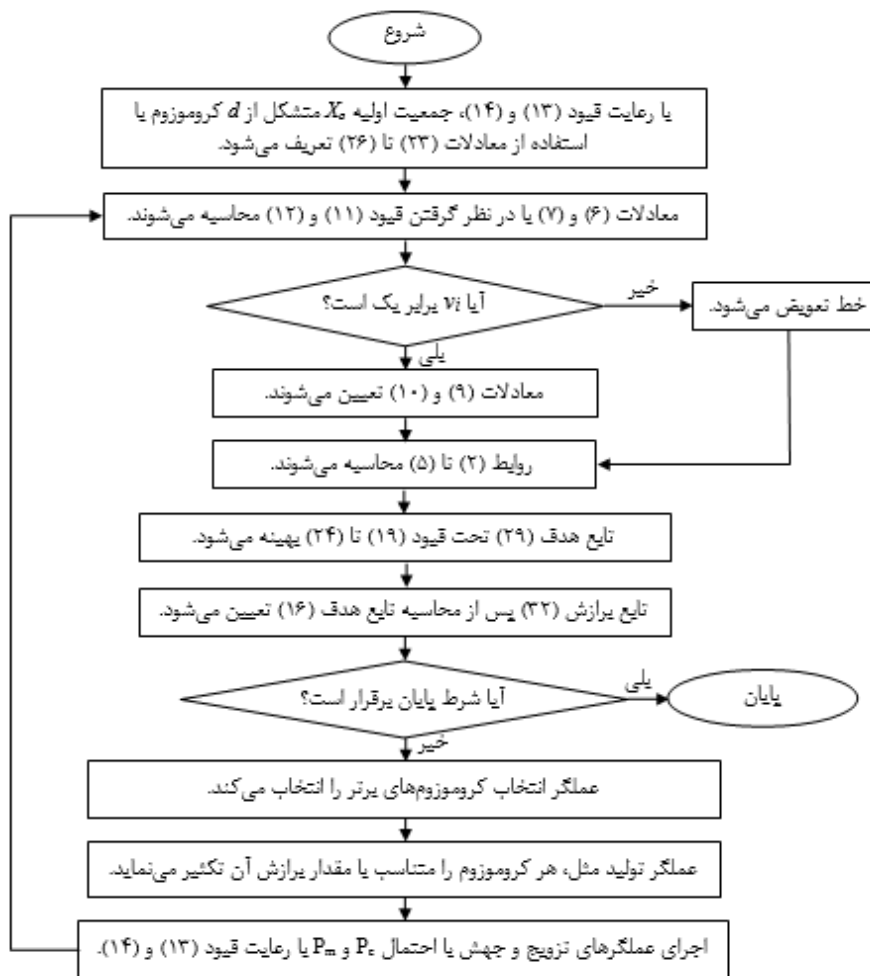 شروع
با رعایت قیود (۱۳) و (۱۴)، جمعیت اولیه X₀ متشکل از d کروموزوم با
استفاده از معادلات (۲۳) تا (۲۶) تعریف می‌شود.
معادلات (۶) و (۷) با در نظر گرفتن قیود (۱۱) و (۱۲) محاسبه می‌شوند.
آیا vi برابر یک است؟
خیر
خط تعویض می‌شود.
بلی
معادلات (۹) و (۱۰) تعیین می‌شوند.
روابط (۲) تا (۵) محاسبه می‌شوند.
تابع هدف (۲۹) تحت قیود (۱۹) تا (۲۴) بهینه می‌شود.
تابع برازش (۳۲) پس از محاسبه تابع هدف (۱۶) تعیین می‌شود.
آیا شرط پایان برقرار است؟
بلی
پایان
خیر
عملگر انتخاب کروموزوم‌های برتر را انتخاب می‌کند.
عملگر تولید مثل، هر کروموزوم را متناسب با مقدار برازش آن تکثیر می‌نماید.
اجرای عملگرهای تزویج و جهش با احتمال Pc و Pm با رعایت قیود (۱۳) و (۱۴).